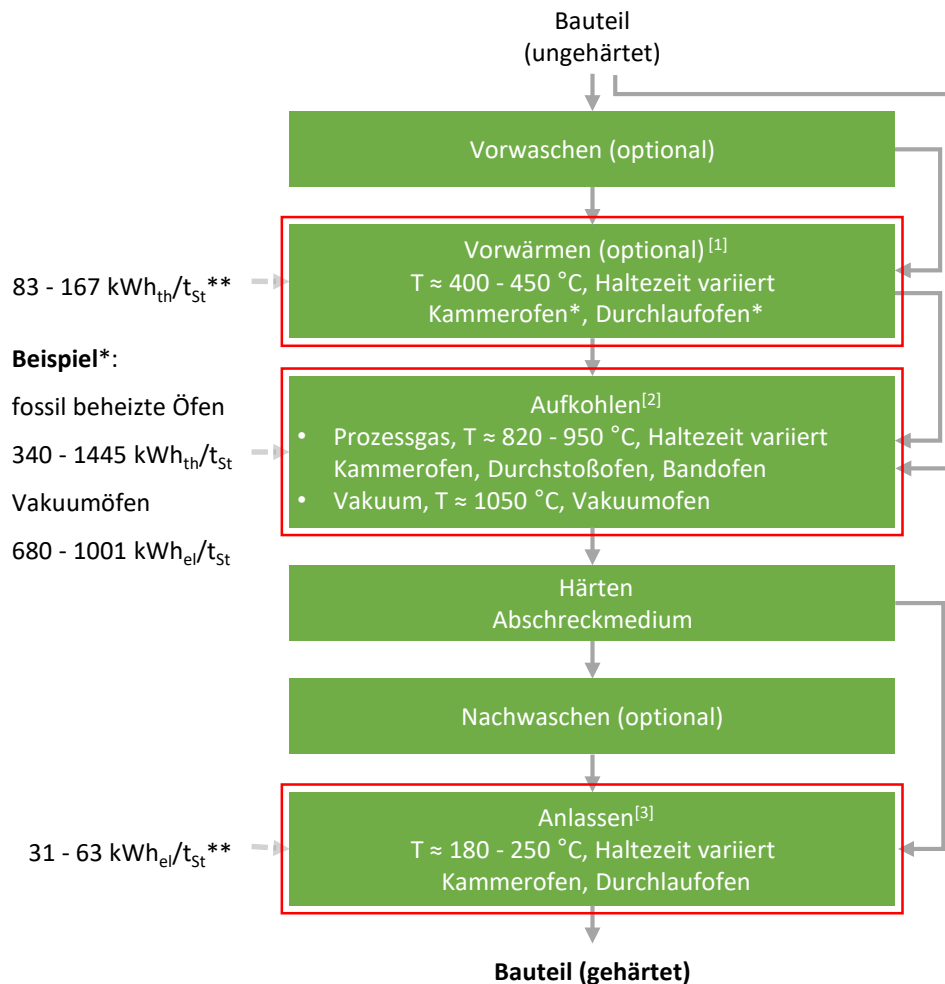 Bauteil
(ungehärtet)
Vorwaschen (optional)
Vorwärmen (optional)[1]
T ≈ 400 - 450 °C, Haltezeit variiert
Kammerofen*, Durchlaufofen*
83 - 167 kWhth/tSt**
Beispiel*:
fossil beheizte Öfen
340 - 1445 kWhth/tSt
Vakuumöfen
680 - 1001 kWhel/tSt
Aufkohlen[2]
• Prozessgas, T ≈ 820 - 950 °C, Haltezeit variiert
Kammerofen, Durchstoßofen, Bandofen
• Vakuum, T ≈ 1050 °C, Vakuumofen
Härten
Abschreckmedium
Nachwaschen (optional)
Anlassen[3]
T ≈ 180 - 250 °C, Haltezeit variiert
Kammerofen, Durchlaufofen
31 - 63 kWhel/tSt**
Bauteil (gehärtet)